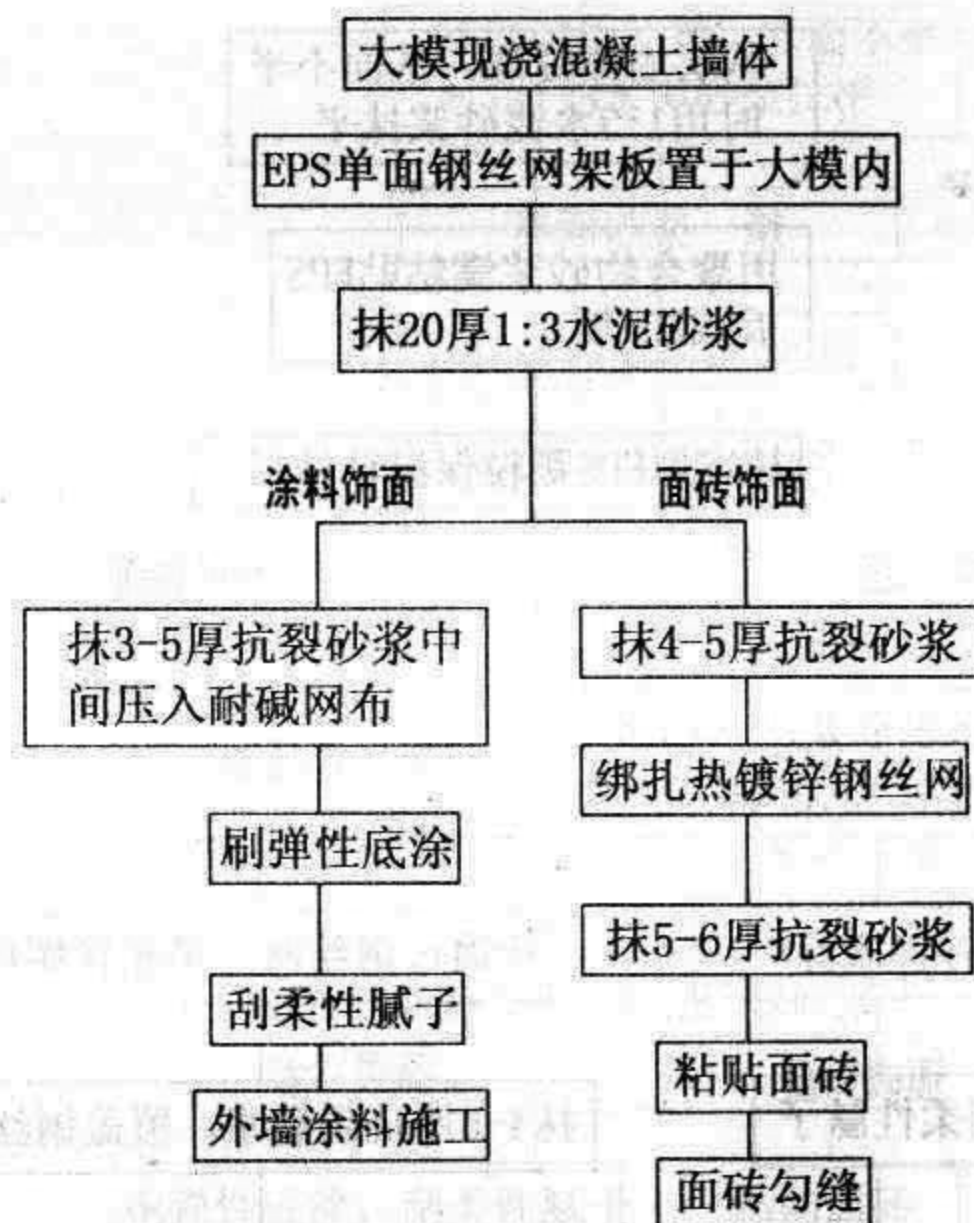 大模现浇混凝土墙体
EPS单面钢丝网架板置于大模内
抹20厚1:3水泥砂浆
涂料饰面
面砖饰面
抹3-5厚抗裂砂浆中
间压入耐碱网布
刷弹性底涂
刮柔性腻子
外墙涂料施工
抹4-5厚抗裂砂浆
绑扎热镀锌钢丝网
抹5-6厚抗裂砂浆
粘贴面砖
面砖勾缝